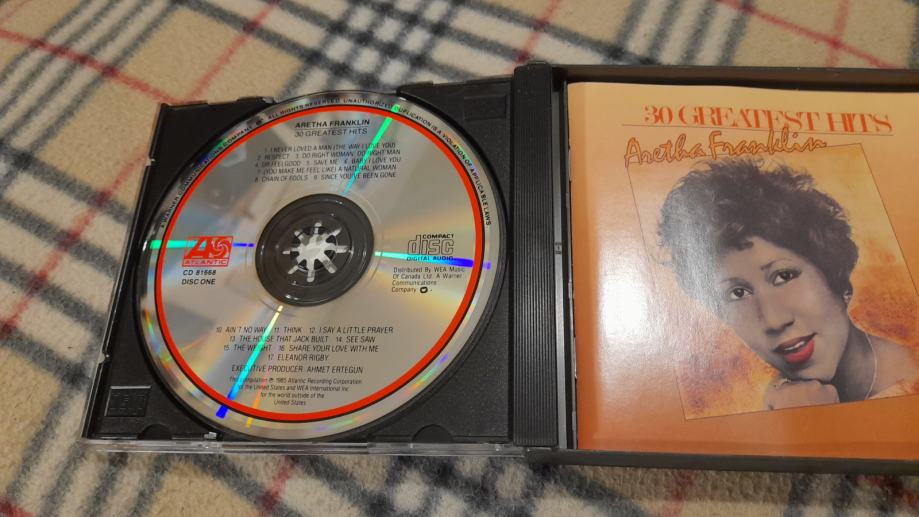 A WARNER COMMUNICATIONS COMPANY ALL RIGHTS RESERVED. UNAUTHORIZED DUPLICATION IS A VIOLATION OF APPLICABLE LAWS
ARETHA FRANKLIN
30 GREATEST HITS
1. I NEVER LOVED A MAN (THE WAY I LOVE YOU)
2. RESPECT 3. DO RIGHT WOMAN, DO RIGHT MAN
4. DR FEELGOOD 5. SAVE ME 6. BABY I LOVE YOU
7. (YOU MAKE ME FEEL LIKE) A NATURAL WOMAN
8. CHAIN OF FOOLS 9. SINCE YOU'VE BEEN GONE
A
ATLANTIC
CD 81668
DISC ONE
COMPACT
disc
DIGITAL AUDIO
Distributed By WEA Music
Of Canada Ltd. A Warner
Communications
Company
10. AIN'T NO WAY 11. THINK 12. I SAY A LITTLE PRAYER
13. THE HOUSE THAT JACK BUILT 14. SEE SAW
15. THE WEIGHT 16. SHARE YOUR LOVE WITH ME
17. ELEANOR RIGBY
EXECUTIVE PRODUCER: AHMET ERTEGUN
This compilation ℗ 1985 Atlantic Recording Corporation
for the United States and WEA International Inc.
for the world outside of the
United States.
30 GREATEST HITS
Aretha Franklin